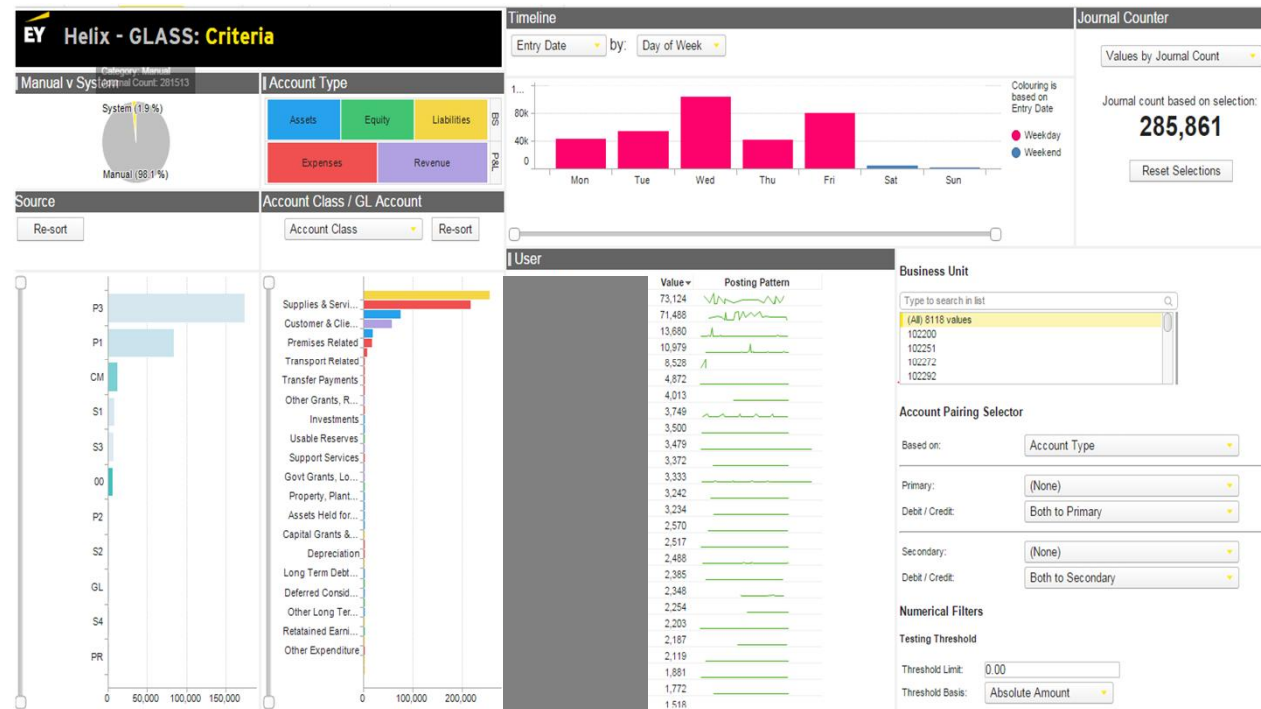 EY Helix - GLASS: Criteria
Manual v System
Category: Manual
Journal Count: 281513
System (1.9 %)
Manual (98.1 %)
Account Type
Assets
Equity
Liabilities
BS
Expenses
Revenue
P&L
Timeline
Entry Date by: Day of Week
1...
80k
40k
0
Mon Tue Wed Thu Fri Sat Sun
Colouring is
based on
Entry Date
Weekday
Weekend
Journal Counter
Values by Journal Count
Journal count based on selection:
285,861
Reset Selections
Source
Re-sort
P3
P1
CM
S1
S3
00
P2
S2
GL
S4
PR
0 50,000 100,000 150,000
Account Class / GL Account
Account Class Re-sort
Supplies & Servi...
Customer & Clie...
Premises Related
Transport Related
Transfer Payments
Other Grants, R...
Investments
Usable Reserves
Support Services
Govt Grants, Lo...
Property, Plant...
Assets Held for...
Capital Grants &...
Depreciation
Long Term Debt...
Deferred Consid...
Other Long Ter...
Retatained Earni...
Other Expenditure
0 100,000 200,000
User
Value Posting Pattern
73,124
71,488
13,680
10,979
8,528
4,872
4,013
3,749
3,500
3,479
3,372
3,333
3,242
3,234
2,570
2,517
2,488
2,385
2,348
2,254
2,203
2,187
2,119
1,881
1,772
1,518
Business Unit
Type to search in list
(All) 8118 values
102200
102251
102272
102292
Account Pairing Selector
Based on: Account Type
Primary: (None)
Debit / Credit: Both to Primary
Secondary: (None)
Debit / Credit: Both to Secondary
Numerical Filters
Testing Threshold
Threshold Limit: 0.00
Threshold Basis: Absolute Amount